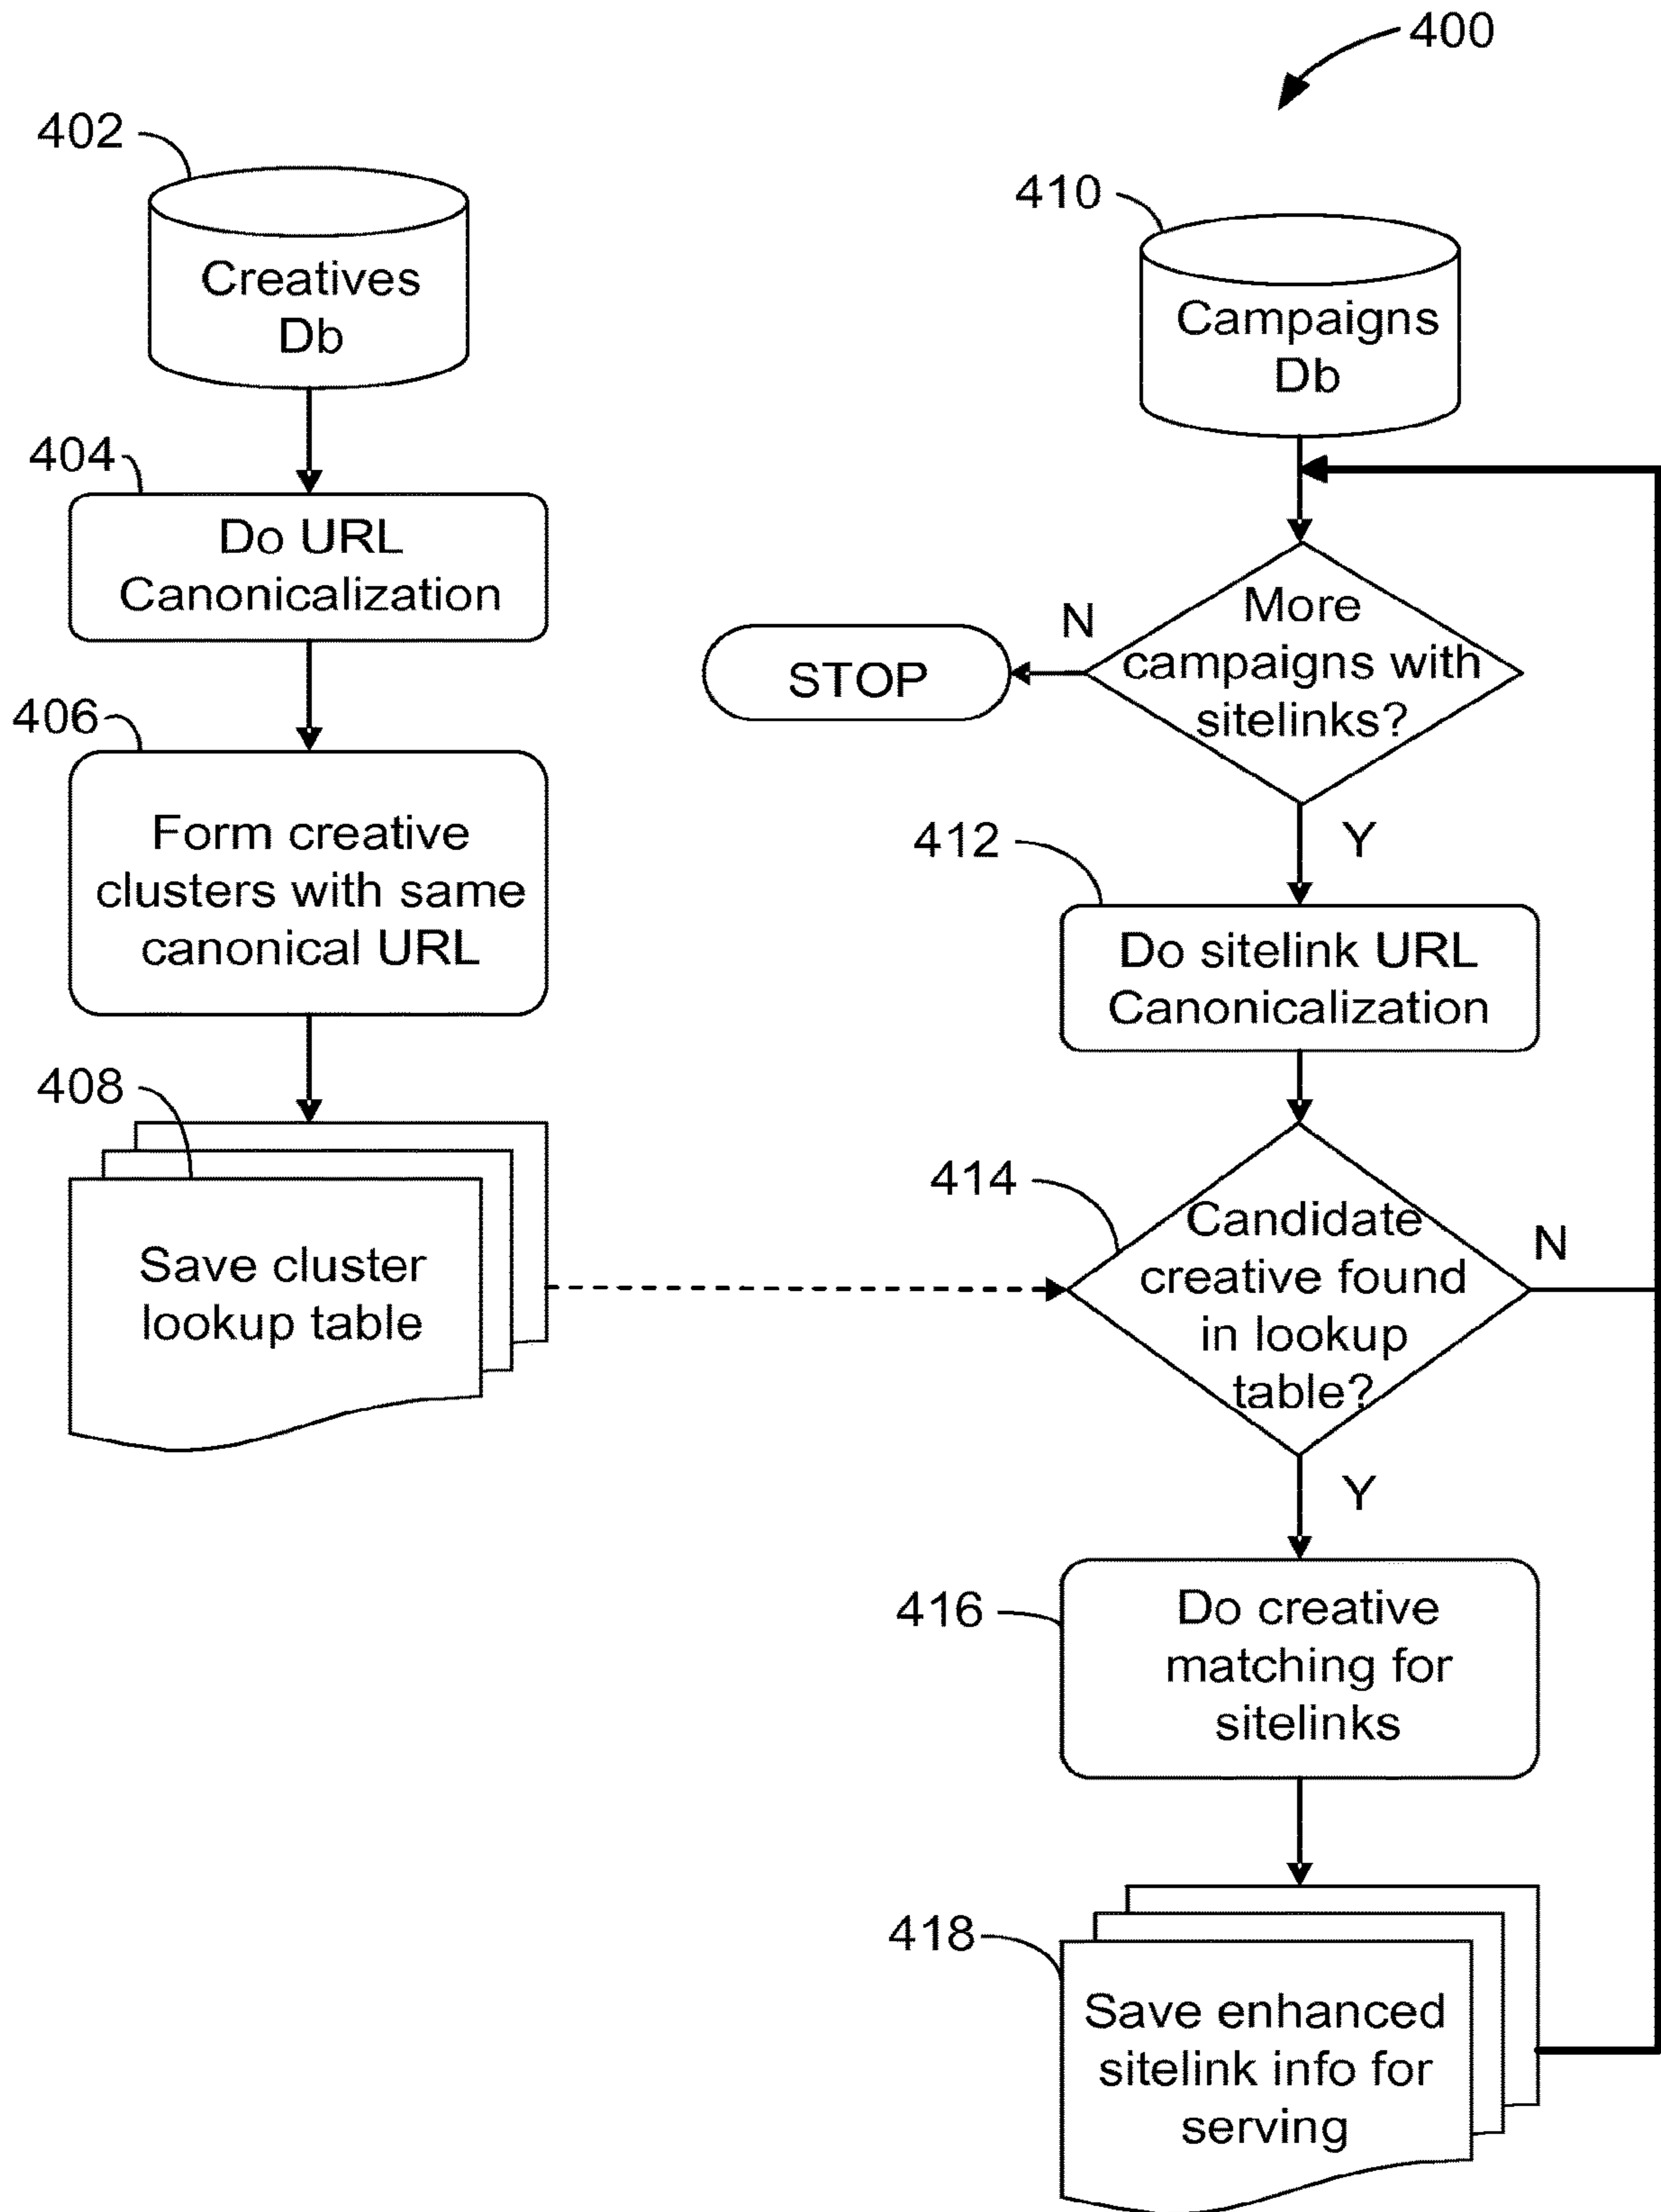 400
402
Creatives
Db
404
Do URL
Canonicalization
406
Form creative
clusters with same
canonical URL
408
Save cluster
lookup table
410
Campaigns
Db
More
campaigns with
sitelinks?
N
STOP
Y
412
Do sitelink URL
Canonicalization
414
Candidate
creative found
in lookup
table?
N
Y
416
Do creative
matching for
sitelinks
418
Save enhanced
sitelink info for
serving